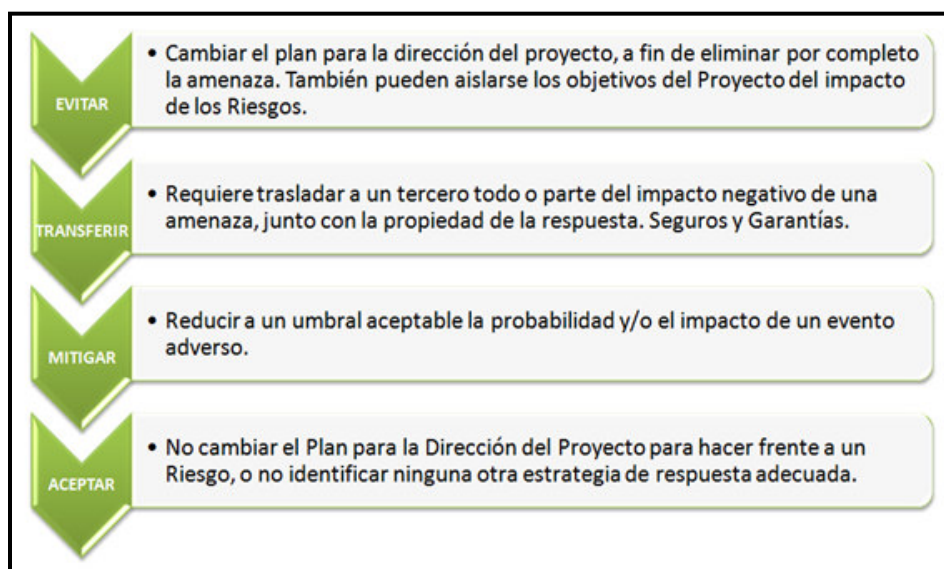 EVITAR
• Cambiar el plan para la dirección del proyecto, a fin de eliminar por completo
la amenaza. También pueden aislarse los objetivos del Proyecto del impacto
de los Riesgos.
TRANSFERIR
• Requiere trasladar a un tercero todo o parte del impacto negativo de una
amenaza, junto con la propiedad de la respuesta. Seguros y Garantías.
MITIGAR
• Reducir a un umbral aceptable la probabilidad y/o el impacto de un evento
adverso.
ACEPTAR
• No cambiar el Plan para la Dirección del Proyecto para hacer frente a un
Riesgo, o no identificar ninguna otra estrategia de respuesta adecuada.